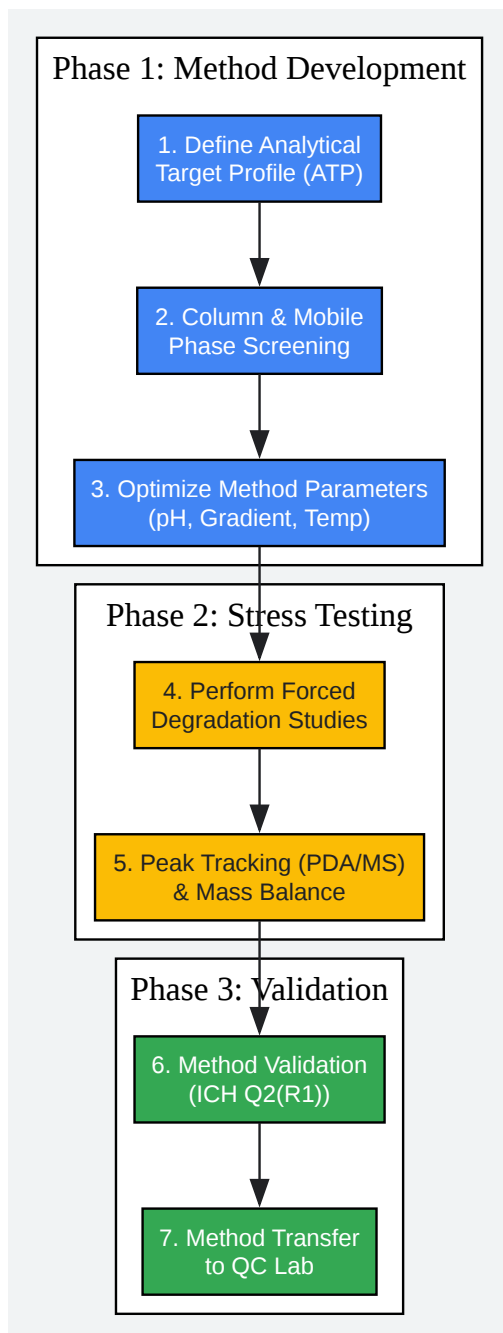 Phase 1: Method Development
1. Define Analytical
Target Profile (ATP)
2. Column & Mobile
Phase Screening
3. Optimize Method Parameters
(pH, Gradient, Temp)
Phase 2: Stress Testing
4. Perform Forced
Degradation Studies
5. Peak Tracking (PDA/MS)
& Mass Balance
Phase 3: Validation
6. Method Validation
(ICH Q2(R1))
7. Method Transfer
to QC Lab